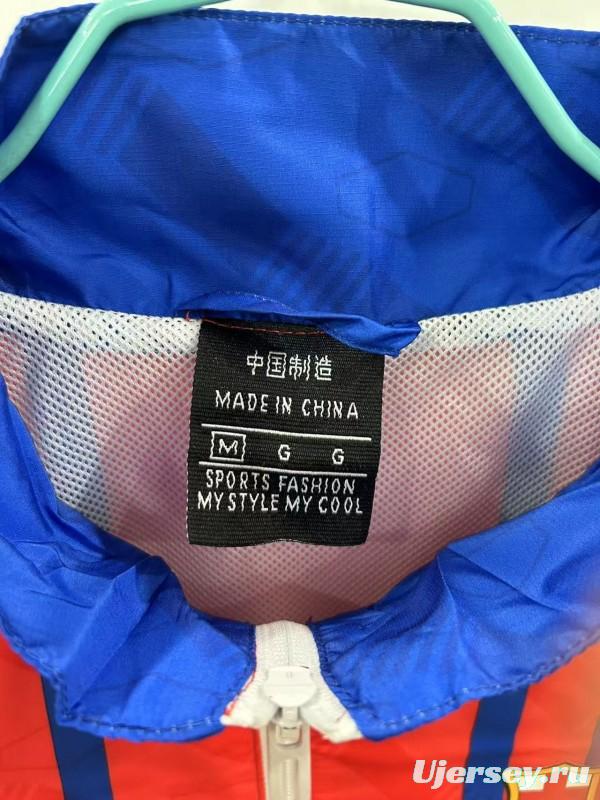 中国制造
MADE IN CHINA
M G G
SPORTS FASHION
MY STYLE MY COOL
Ujersey.ru